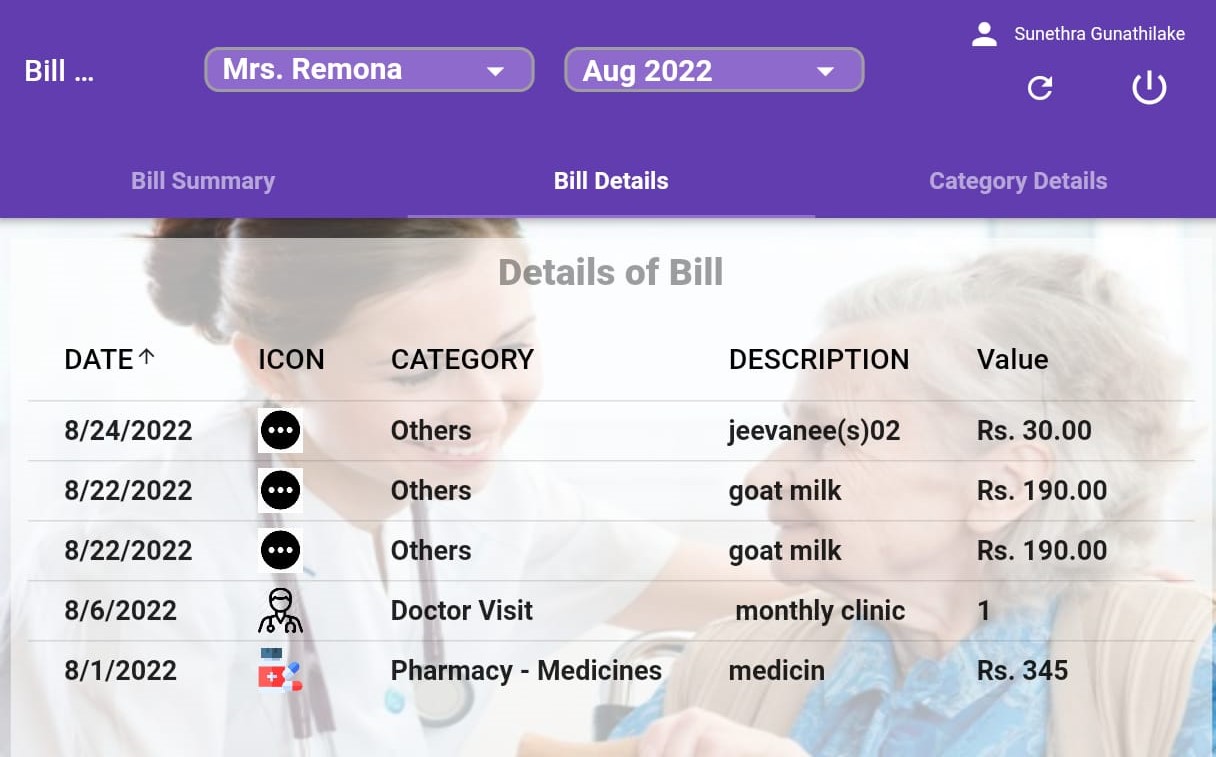 Sunethra Gunathilake
Bill ... Mrs. Remona Aug 2022
Bill Summary Bill Details Category Details
Details of Bill
DATE↑ ICON CATEGORY DESCRIPTION Value
8/24/2022 Others jeevanee(s)02 Rs. 30.00
8/22/2022 Others goat milk Rs. 190.00
8/22/2022 Others goat milk Rs. 190.00
8/6/2022 Doctor Visit monthly clinic 1
8/1/2022 Pharmacy - Medicines medicin Rs. 345